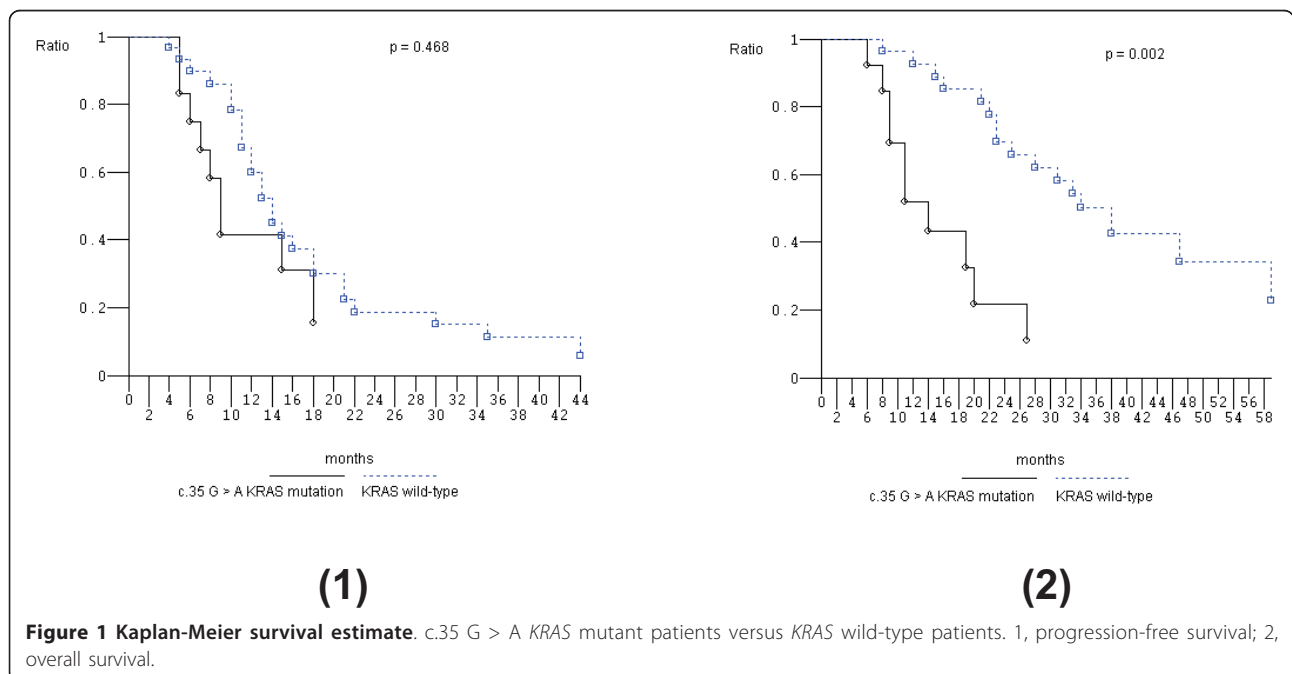 Ratio
p = 0.468
1
0.8
0.6
0.4
0.2
0
0 4 6 8 12 16 20 24 28 32 36 40 44
2 6 10 14 18 22 26 30 34 38 42
months
c.35 G > A KRAS mutation KRAS wild-type
(1)
Ratio
p = 0.002
1
0.8
0.6
0.4
0.2
0
0 4 8 12 16 18 22 24 28 30 34 36 40 42 44 48 52 56
2 6 10 14 20 22 26 30 34 38 42 46 50 54 58
months
c.35 G > A KRAS mutation KRAS wild-type
(2)
Figure 1 Kaplan-Meier survival estimate. c.35 G > A KRAS mutant patients versus KRAS wild-type patients. 1, progression-free survival; 2,
overall survival.